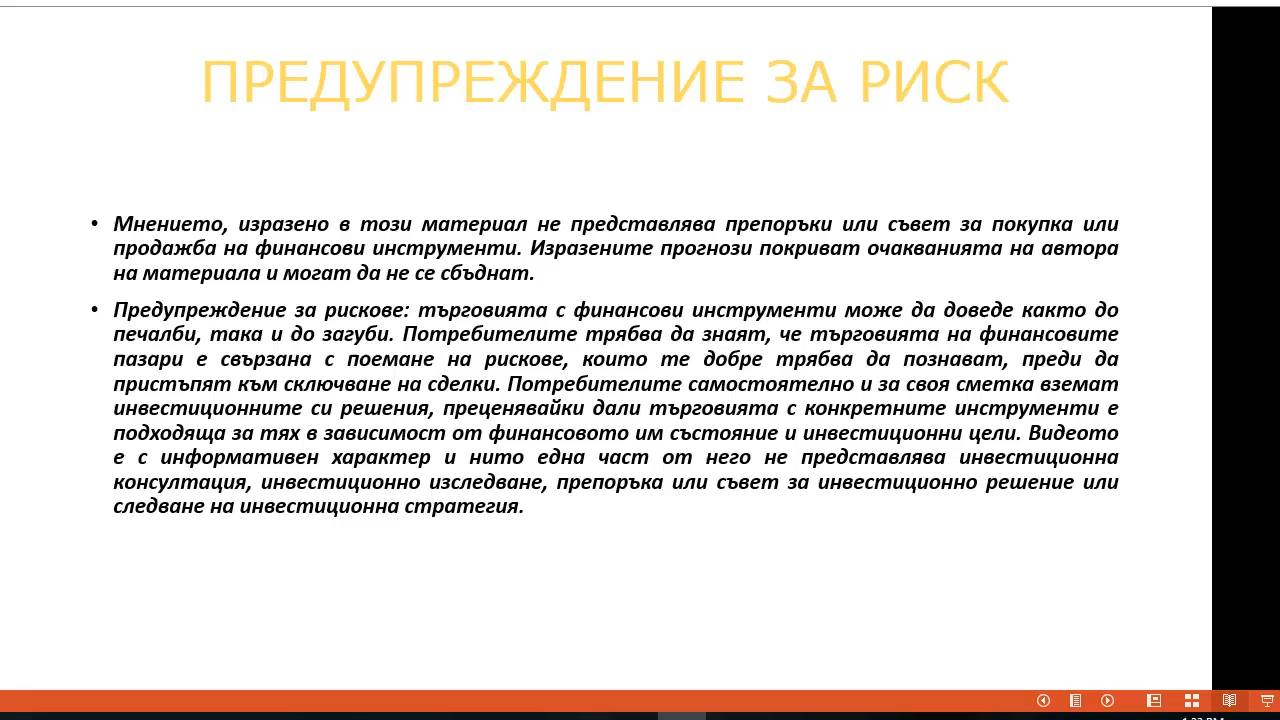 ПРЕДУПРЕЖДЕНИЕ ЗА РИСК
• Мнението, изразено в този материал не представлява препоръки или съвет за покупка или
продажба на финансови инструменти. Изразените прогнози покриват очакванията на автора
на материала и могат да не се сбъднат.
• Предупреждение за рискове: търговията с финансови инструменти може да доведе както до
печалби, така и до загуби. Потребителите трябва да знаят, че търговията на финансовите
пазари е свързана с поемане на рискове, които те добре трябва да познават, преди да
пристъпят към сключване на сделки. Потребителите самостоятелно и за своя сметка вземат
инвестиционните си решения, преценявайки дали търговията с конкретните инструменти е
подходяща за тях в зависимост от финансовото им състояние и инвестиционни цели. Видеото
е с информативен характер и нито една част от него не представлява инвестиционна
консултация, инвестиционно изследване, препоръка или съвет за инвестиционно решение или
следване на инвестиционна стратегия.